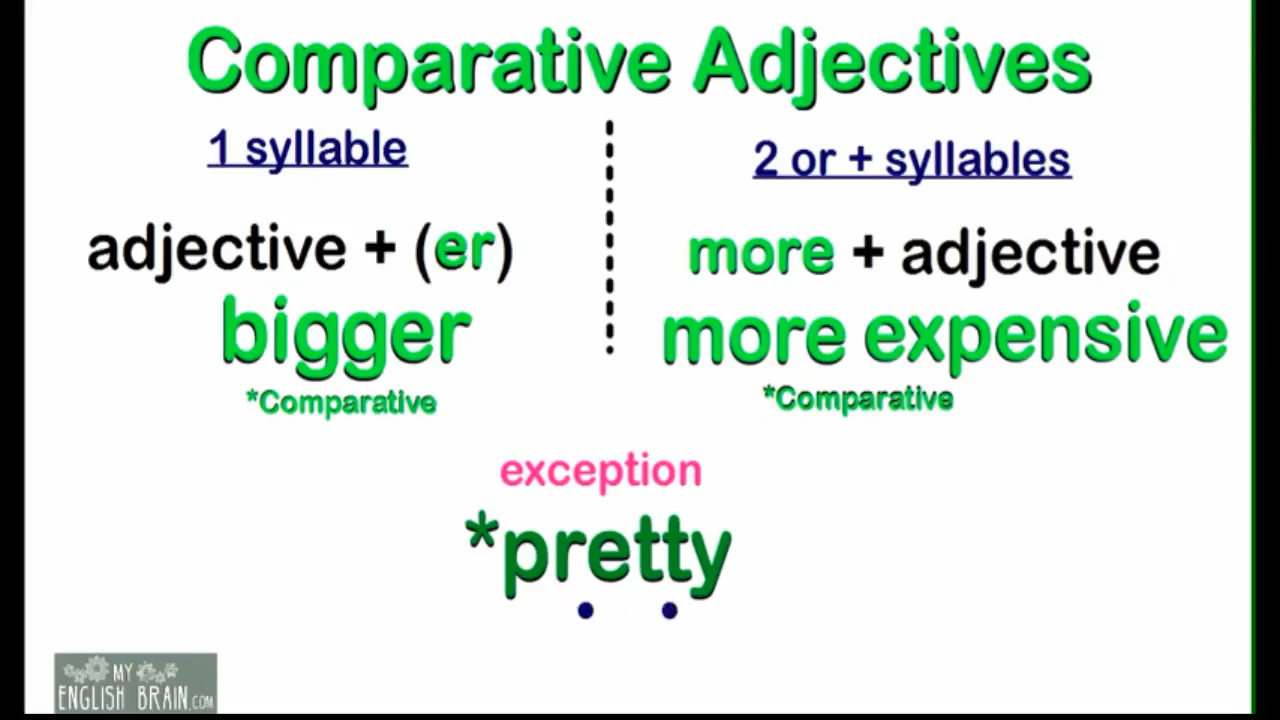 Comparative Adjectives
1 syllable
adjective + (er)
bigger
*Comparative
2 or + syllables
more + adjective
more expensive
*Comparative
exception
*pretty
MY
ENGLISH BRAIN.COM